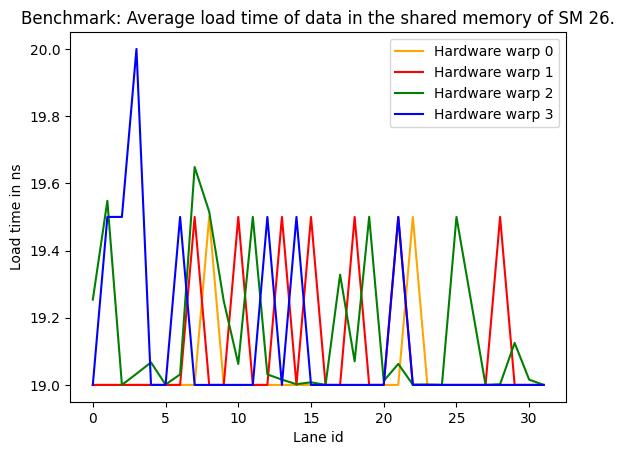 Benchmark: Average load time of data in the shared memory of SM 26.
Hardware warp 0
Hardware warp 1
Hardware warp 2
Hardware warp 3
Load time in ns
20.0
19.8
19.6
19.4
19.2
19.0
0 5 10 15 20 25 30
Lane id